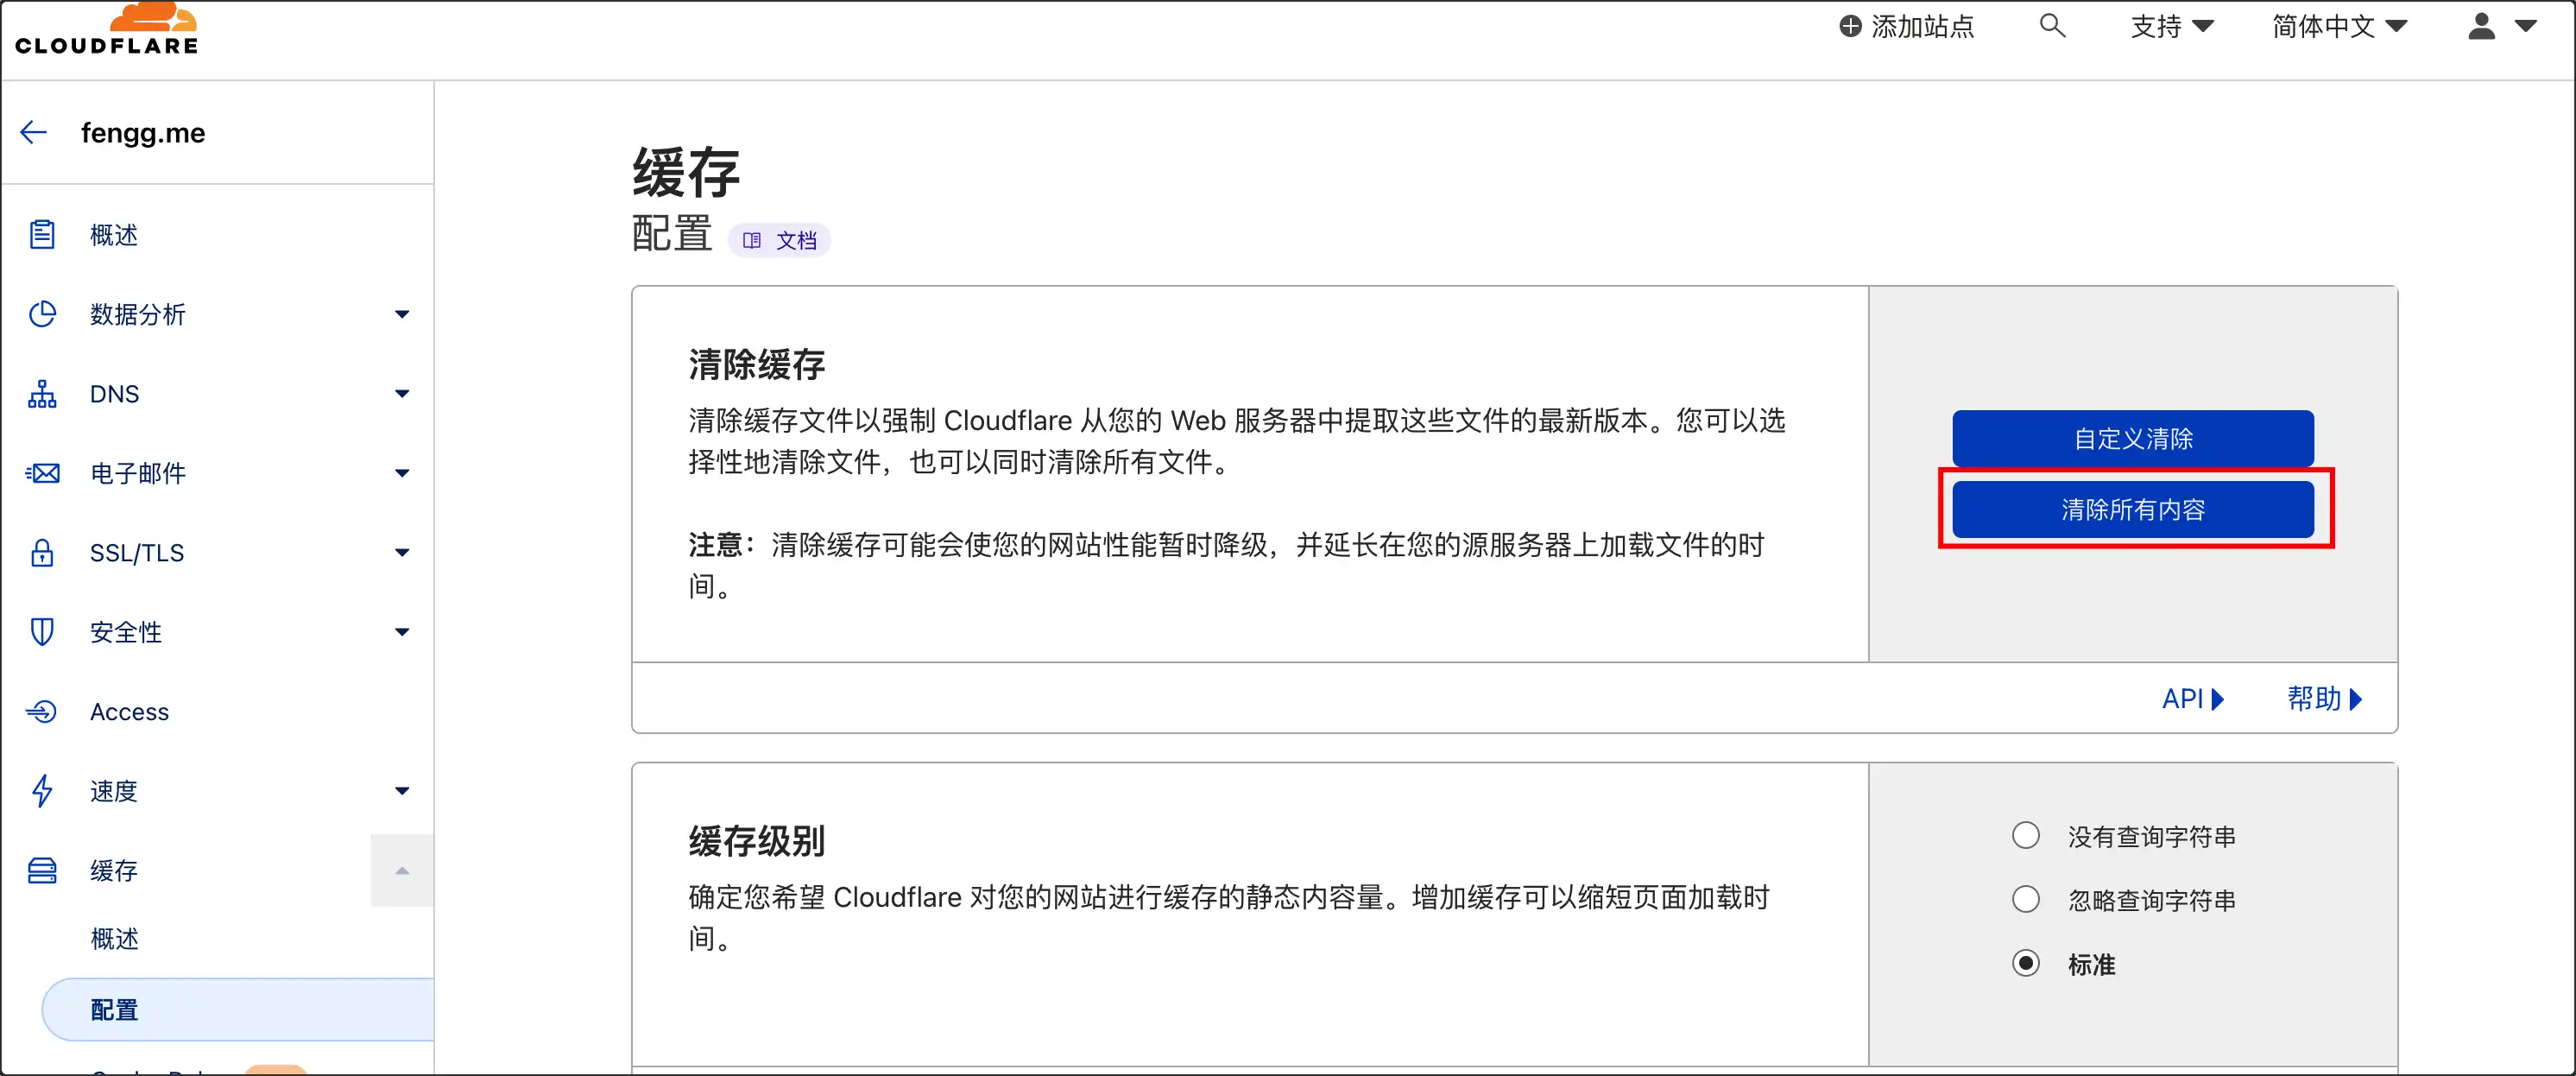 CLOUDFLARE
添加站点
支持
简体中文
fengg.me
概述
数据分析
DNS
电子邮件
SSL/TLS
安全性
Access
速度
缓存
概述
配置
缓存
配置
文档
清除缓存
清除缓存文件以强制 Cloudflare 从您的 Web 服务器中提取这些文件的最新版本。您可以选
择性地清除文件，也可以同时清除所有文件。
注意：清除缓存可能会使您的网站性能暂时降级，并延长在您的源服务器上加载文件的时
间。
自定义清除
清除所有内容
API
帮助
缓存级别
确定您希望 Cloudflare 对您的网站进行缓存的静态内容量。增加缓存可以缩短页面加载时
间。
没有查询字符串
忽略查询字符串
标准